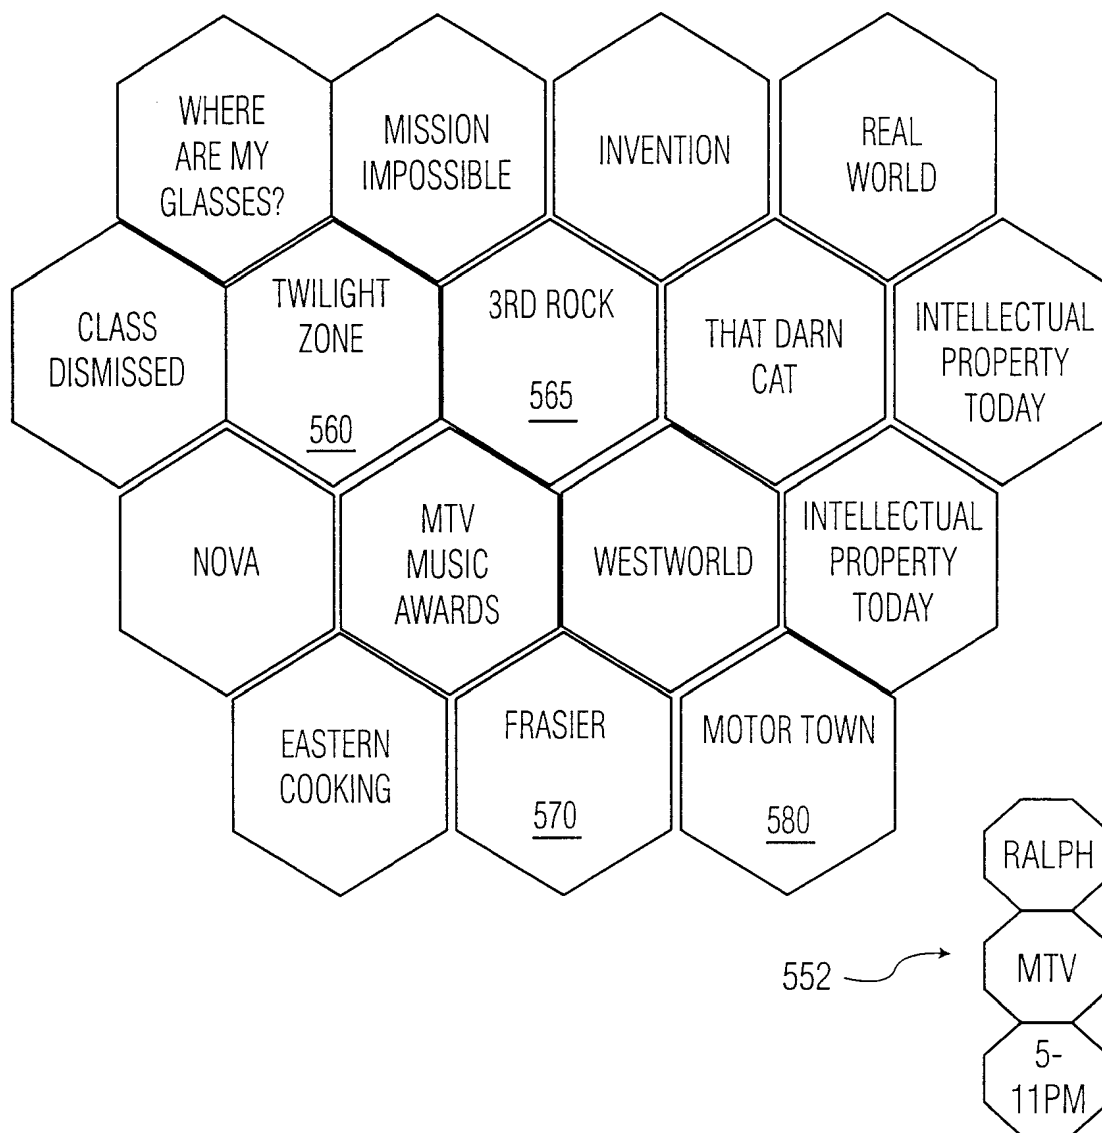 WHERE
ARE MY
GLASSES?
MISSION
IMPOSSIBLE
INVENTION
REAL
WORLD
CLASS
DISMISSED
TWILIGHT
ZONE
560
3RD ROCK
565
THAT DARN
CAT
INTELLECTUAL
PROPERTY
TODAY
NOVA
MTV
MUSIC
AWARDS
WESTWORLD
INTELLECTUAL
PROPERTY
TODAY
EASTERN
COOKING
FRASIER
570
MOTOR TOWN
580
RALPH
552
MTV
5-
11PM